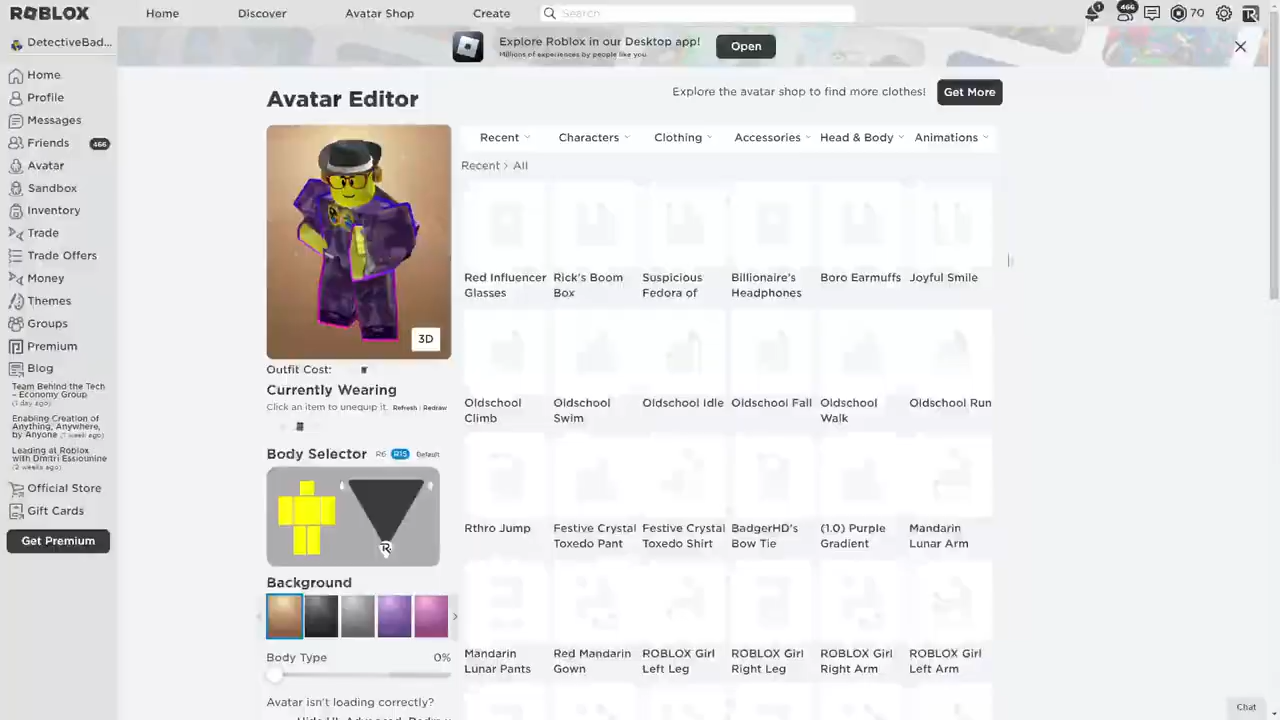 ROBLOX
Home
Discover
Avatar Shop
Create
Search
1
466
70
DetectiveBad...
Explore Roblox in our Desktop app!
Millions of experiences by people like you
Open
Home
Profile
Messages
Friends
466
Avatar
Sandbox
Inventory
Trade
Trade Offers
Money
Themes
Groups
Premium
Blog
Team Behind the Tech
- Economy Group
(1 day ago)
Enabling Creation of
Anything, Anywhere,
by Anyone (1 week ago)
Leading at Roblox
with Dmitri Essiounine
(2 weeks ago)
Official Store
Gift Cards
Get Premium
Avatar Editor
Explore the avatar shop to find more clothes!
Get More
3D
Outfit Cost:
Currently Wearing
Click an item to unequip it.
Refresh | Redraw
Body Selector
R6
R15
Default
Background
Body Type
0%
Avatar isn't loading correctly?
Recent
Characters
Clothing
Accessories
Head & Body
Animations
Recent > All
Red Influencer
Glasses
Rick's Boom
Box
Suspicious
Fedora of
Billionaire's
Headphones
Boro Earmuffs
Joyful Smile
Oldschool
Climb
Oldschool
Swim
Oldschool Idle
Oldschool Fall
Oldschool
Walk
Oldschool Run
Rthro Jump
Festive Crystal
Toxedo Pant
Festive Crystal
Toxedo Shirt
BadgerHD's
Bow Tie
(1.0) Purple
Gradient
Mandarin
Lunar Arm
Mandarin
Lunar Pants
Red Mandarin
Gown
ROBLOX Girl
Left Leg
ROBLOX Girl
Right Leg
ROBLOX Girl
Right Arm
ROBLOX Girl
Left Arm
Chat